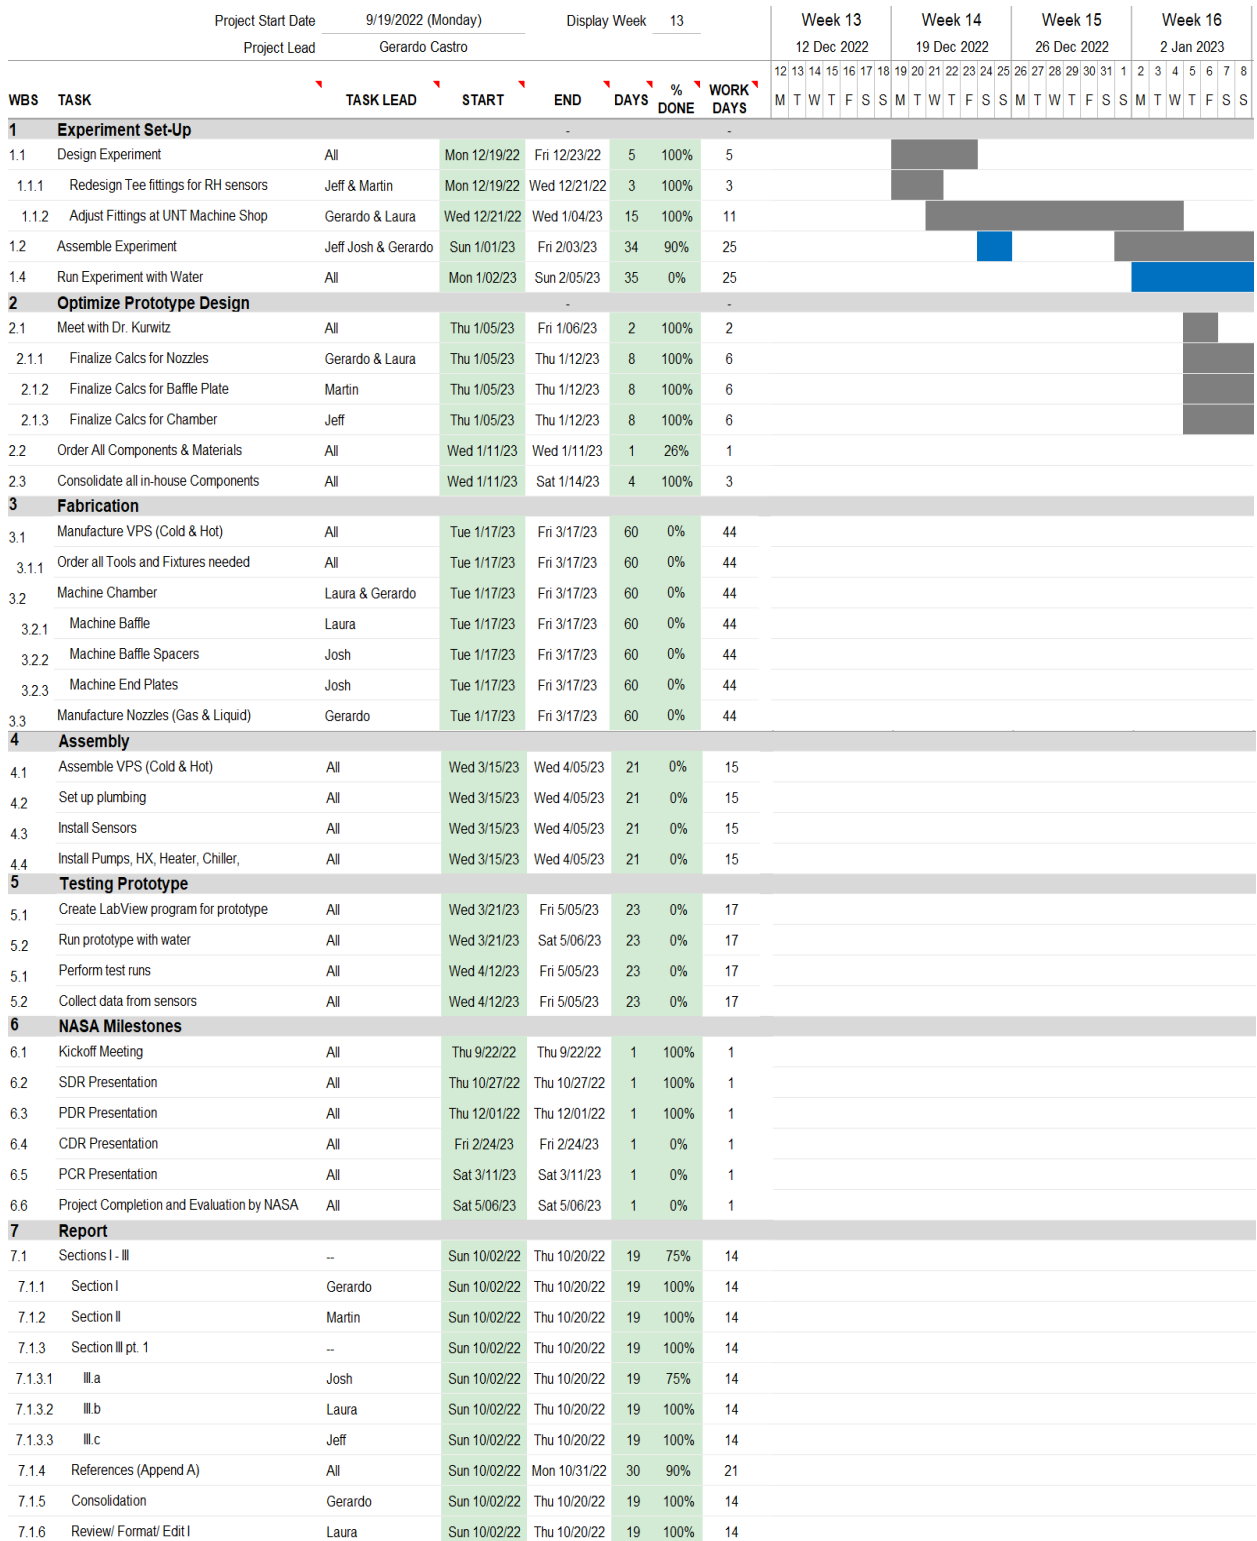 Project Start Date 9/19/2022 (Monday) Display Week 13 Week 13 Week 14 Week 15 Week 16
Project Lead Gerardo Castro 12 Dec 2022 19 Dec 2022 26 Dec 2022 2 Jan 2023
12 13 14 15 16 17 18 19 20 21 22 23 24 25 26 27 28 29 30 31 1 2 3 4 5 6 7 8
WBS TASK TASK LEAD START END DAYS % DONE WORK DAYS M T W T F S S M T W T F S S M T W T F S S M T W T F S S
1 Experiment Set-Up - -
1.1 Design Experiment All Mon 12/19/22 Fri 12/23/22 5 100% 5
1.1.1 Redesign Tee fittings for RH sensors Jeff & Martin Mon 12/19/22 Wed 12/21/22 3 100% 3
1.1.2 Adjust Fittings at UNT Machine Shop Gerardo & Laura Wed 12/21/22 Wed 1/04/23 15 100% 11
1.2 Assemble Experiment Jeff Josh & Gerardo Sun 1/01/23 Fri 2/03/23 34 90% 25
1.4 Run Experiment with Water All Mon 1/02/23 Sun 2/05/23 35 0% 25
2 Optimize Prototype Design - -
2.1 Meet with Dr. Kurwitz All Thu 1/05/23 Fri 1/06/23 2 100% 2
2.1.1 Finalize Calcs for Nozzles Gerardo & Laura Thu 1/05/23 Thu 1/12/23 8 100% 6
2.1.2 Finalize Calcs for Baffle Plate Martin Thu 1/05/23 Thu 1/12/23 8 100% 6
2.1.3 Finalize Calcs for Chamber Jeff Thu 1/05/23 Thu 1/12/23 8 100% 6
2.2 Order All Components & Materials All Wed 1/11/23 Wed 1/11/23 1 26% 1
2.3 Consolidate all in-house Components All Wed 1/11/23 Sat 1/14/23 4 100% 3
3 Fabrication
3.1 Manufacture VPS (Cold & Hot) All Tue 1/17/23 Fri 3/17/23 60 0% 44
3.1.1 Order all Tools and Fixtures needed All Tue 1/17/23 Fri 3/17/23 60 0% 44
3.2 Machine Chamber Laura & Gerardo Tue 1/17/23 Fri 3/17/23 60 0% 44
3.2.1 Machine Baffle Laura Tue 1/17/23 Fri 3/17/23 60 0% 44
3.2.2 Machine Baffle Spacers Josh Tue 1/17/23 Fri 3/17/23 60 0% 44
3.2.3 Machine End Plates Josh Tue 1/17/23 Fri 3/17/23 60 0% 44
3.3 Manufacture Nozzles (Gas & Liquid) Gerardo Tue 1/17/23 Fri 3/17/23 60 0% 44
4 Assembly
4.1 Assemble VPS (Cold & Hot) All Wed 3/15/23 Wed 4/05/23 21 0% 15
4.2 Set up plumbing All Wed 3/15/23 Wed 4/05/23 21 0% 15
4.3 Install Sensors All Wed 3/15/23 Wed 4/05/23 21 0% 15
4.4 Install Pumps, HX, Heater, Chiller, All Wed 3/15/23 Wed 4/05/23 21 0% 15
5 Testing Prototype
5.1 Create LabView program for prototype All Wed 3/21/23 Fri 5/05/23 23 0% 17
5.2 Run prototype with water All Wed 3/21/23 Sat 5/06/23 23 0% 17
5.1 Perform test runs All Wed 4/12/23 Fri 5/05/23 23 0% 17
5.2 Collect data from sensors All Wed 4/12/23 Fri 5/05/23 23 0% 17
6 NASA Milestones
6.1 Kickoff Meeting All Thu 9/22/22 Thu 9/22/22 1 100% 1
6.2 SDR Presentation All Thu 10/27/22 Thu 10/27/22 1 100% 1
6.3 PDR Presentation All Thu 12/01/22 Thu 12/01/22 1 100% 1
6.4 CDR Presentation All Fri 2/24/23 Fri 2/24/23 1 0% 1
6.5 PCR Presentation All Sat 3/11/23 Sat 3/11/23 1 0% 1
6.6 Project Completion and Evaluation by NASA All Sat 5/06/23 Sat 5/06/23 1 0% 1
7 Report
7.1 Sections I - III -- Sun 10/02/22 Thu 10/20/22 19 75% 14
7.1.1 Section I Gerardo Sun 10/02/22 Thu 10/20/22 19 100% 14
7.1.2 Section II Martin Sun 10/02/22 Thu 10/20/22 19 100% 14
7.1.3 Section III pt. 1 -- Sun 10/02/22 Thu 10/20/22 19 100% 14
7.1.3.1 III.a Josh Sun 10/02/22 Thu 10/20/22 19 75% 14
7.1.3.2 III.b Laura Sun 10/02/22 Thu 10/20/22 19 100% 14
7.1.3.3 III.c Jeff Sun 10/02/22 Thu 10/20/22 19 100% 14
7.1.4 References (Append A) All Sun 10/02/22 Mon 10/31/22 30 90% 21
7.1.5 Consolidation Gerardo Sun 10/02/22 Thu 10/20/22 19 100% 14
7.1.6 Review/ Format/ Edit I Laura Sun 10/02/22 Thu 10/20/22 19 100% 14